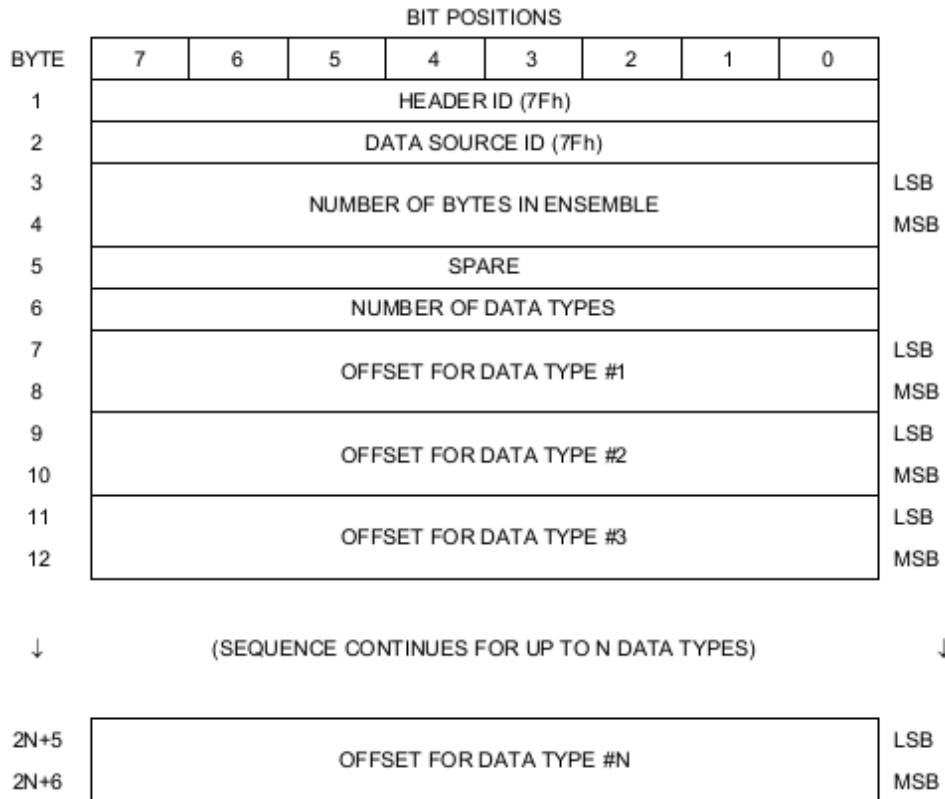 BIT POSITIONS
BYTE 7 6 5 4 3 2 1 0
1 HEADER ID (7Fh)
2 DATA SOURCE ID (7Fh)
3 LSB
NUMBER OF BYTES IN ENSEMBLE
4 MSB
5 SPARE
6 NUMBER OF DATA TYPES
7 LSB
OFFSET FOR DATA TYPE #1
8 MSB
9 LSB
OFFSET FOR DATA TYPE #2
10 MSB
11 LSB
OFFSET FOR DATA TYPE #3
12 MSB
↓ (SEQUENCE CONTINUES FOR UP TO N DATA TYPES) ↓
2N+5 LSB
OFFSET FOR DATA TYPE #N
2N+6 MSB